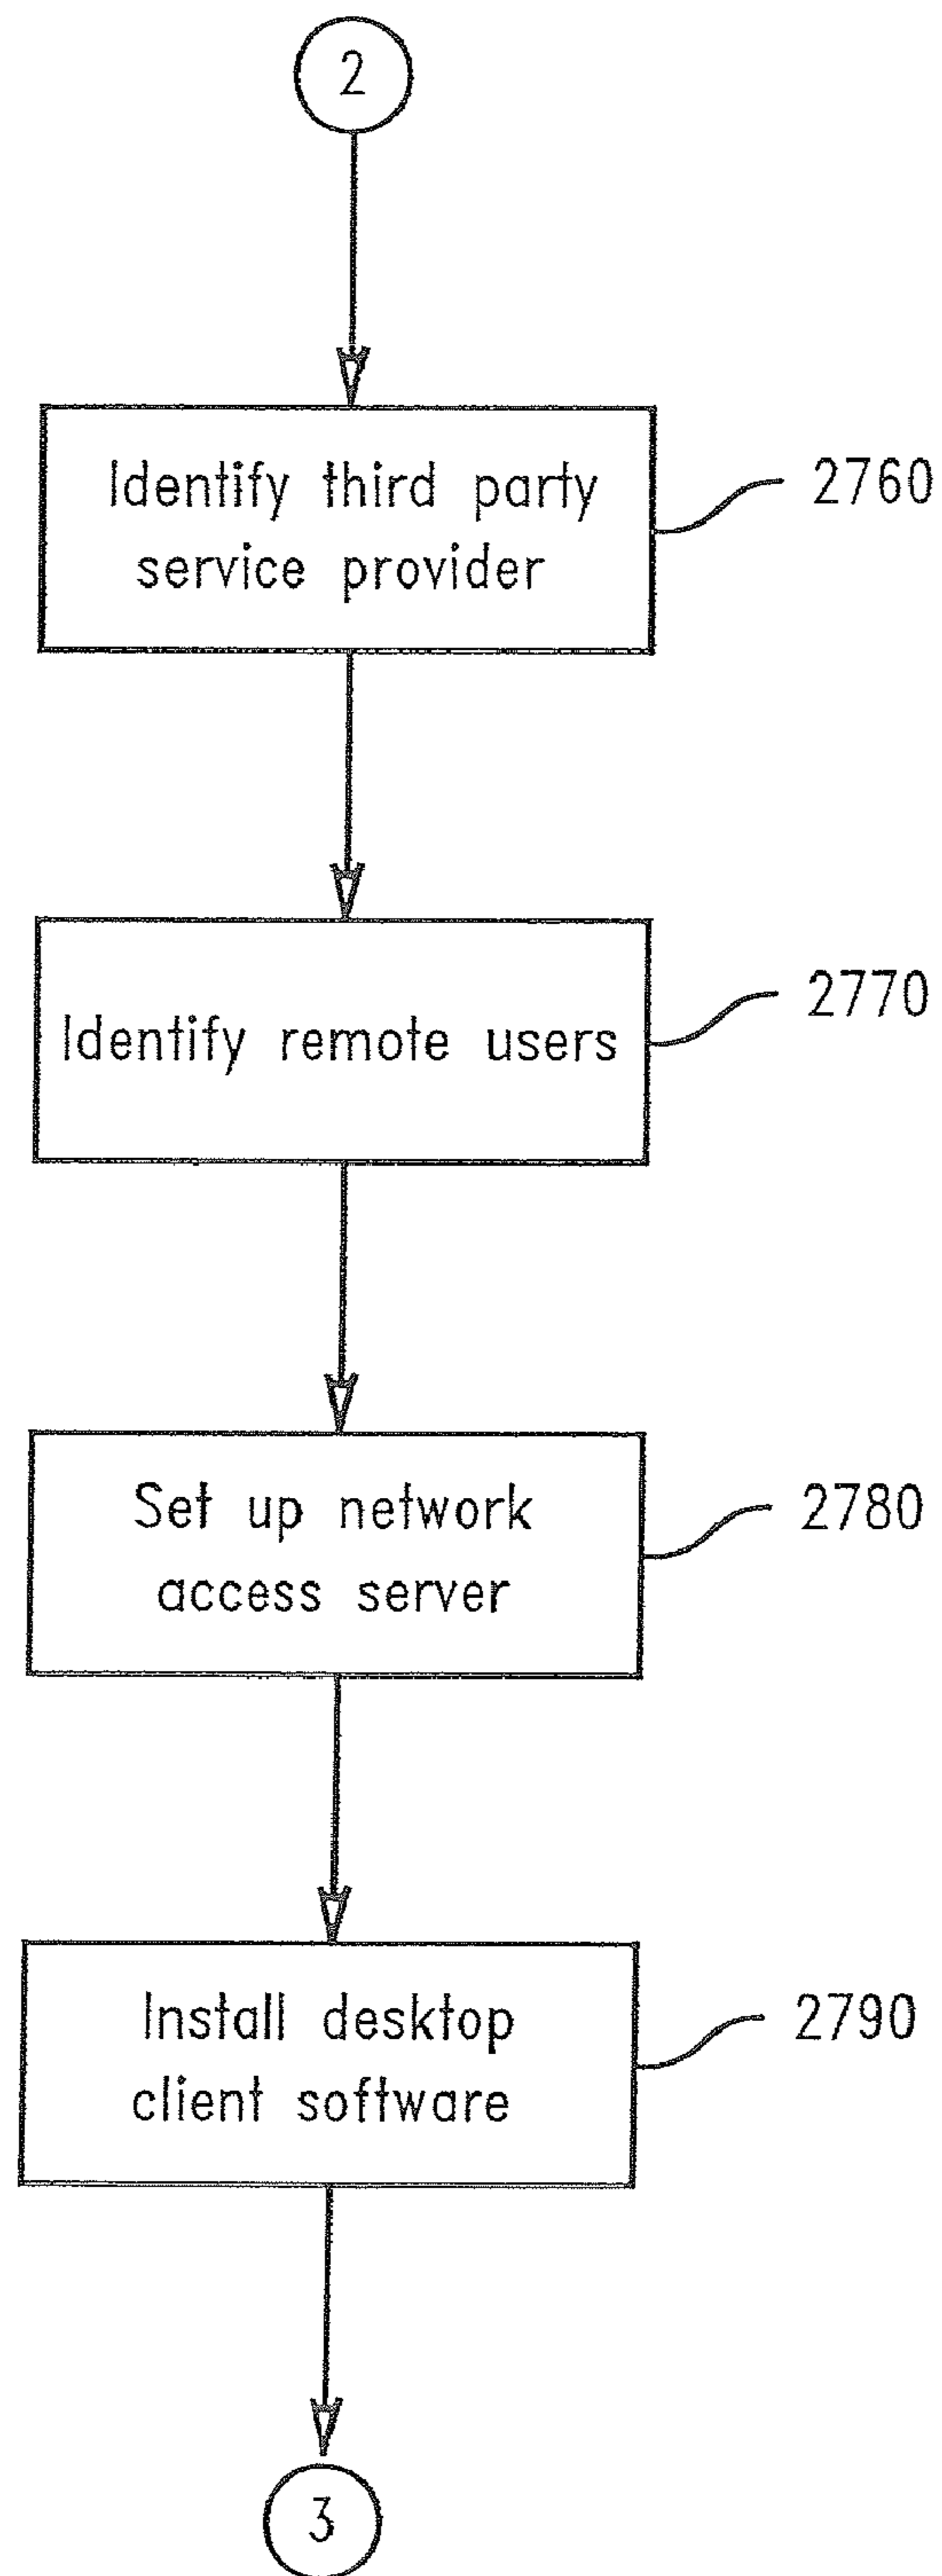 2
Identify third party
service provider
2760
Identify remote users
2770
Set up network
access server
2780
Install desktop
client software
2790
3